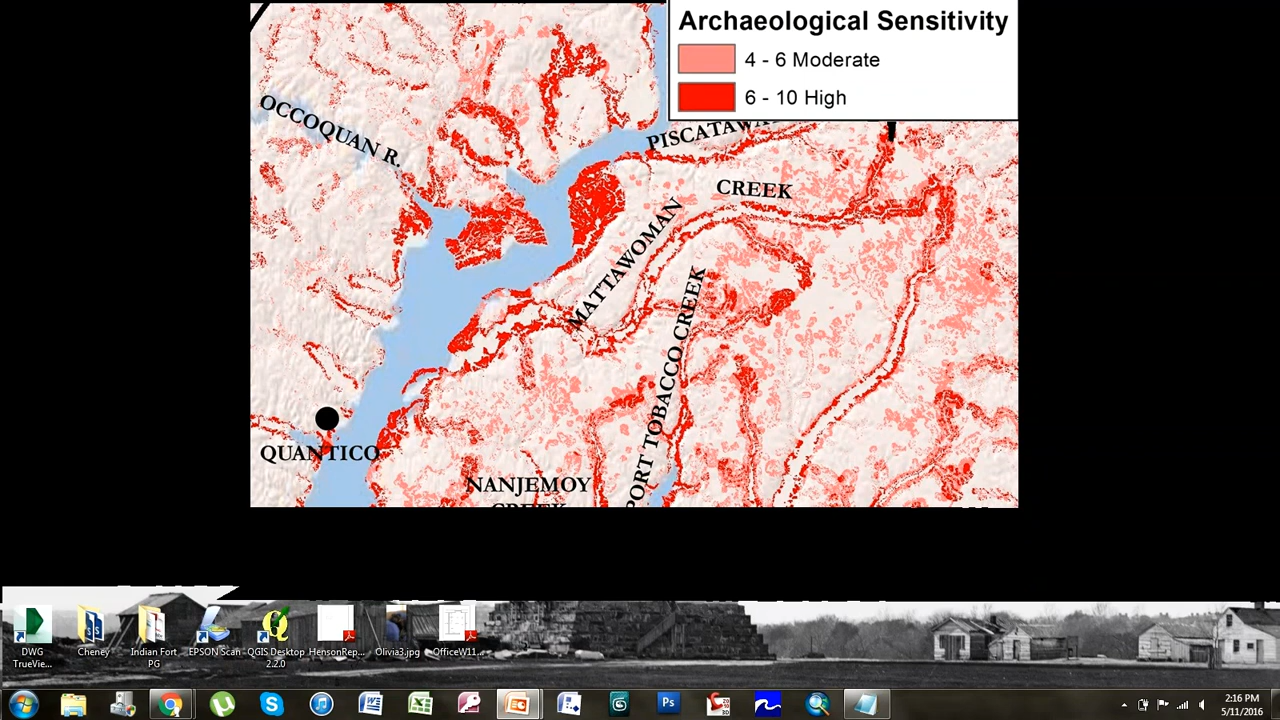 Archaeological Sensitivity
4 - 6 Moderate
6 - 10 High
OCCOQUAN R.
CREEK
MATTAWOMAN
PORT TOBACCO CREEK
QUANTICO
NANJEMOY
CREEK
DWG
TrueVie...
Cheney
Indian Fort
PG
EPSON Scan
QGIS Desktop
2.2.0
HensonRep...
Olivia3.jpg
OfficeW11...
Ps
2:16 PM
5/11/2016